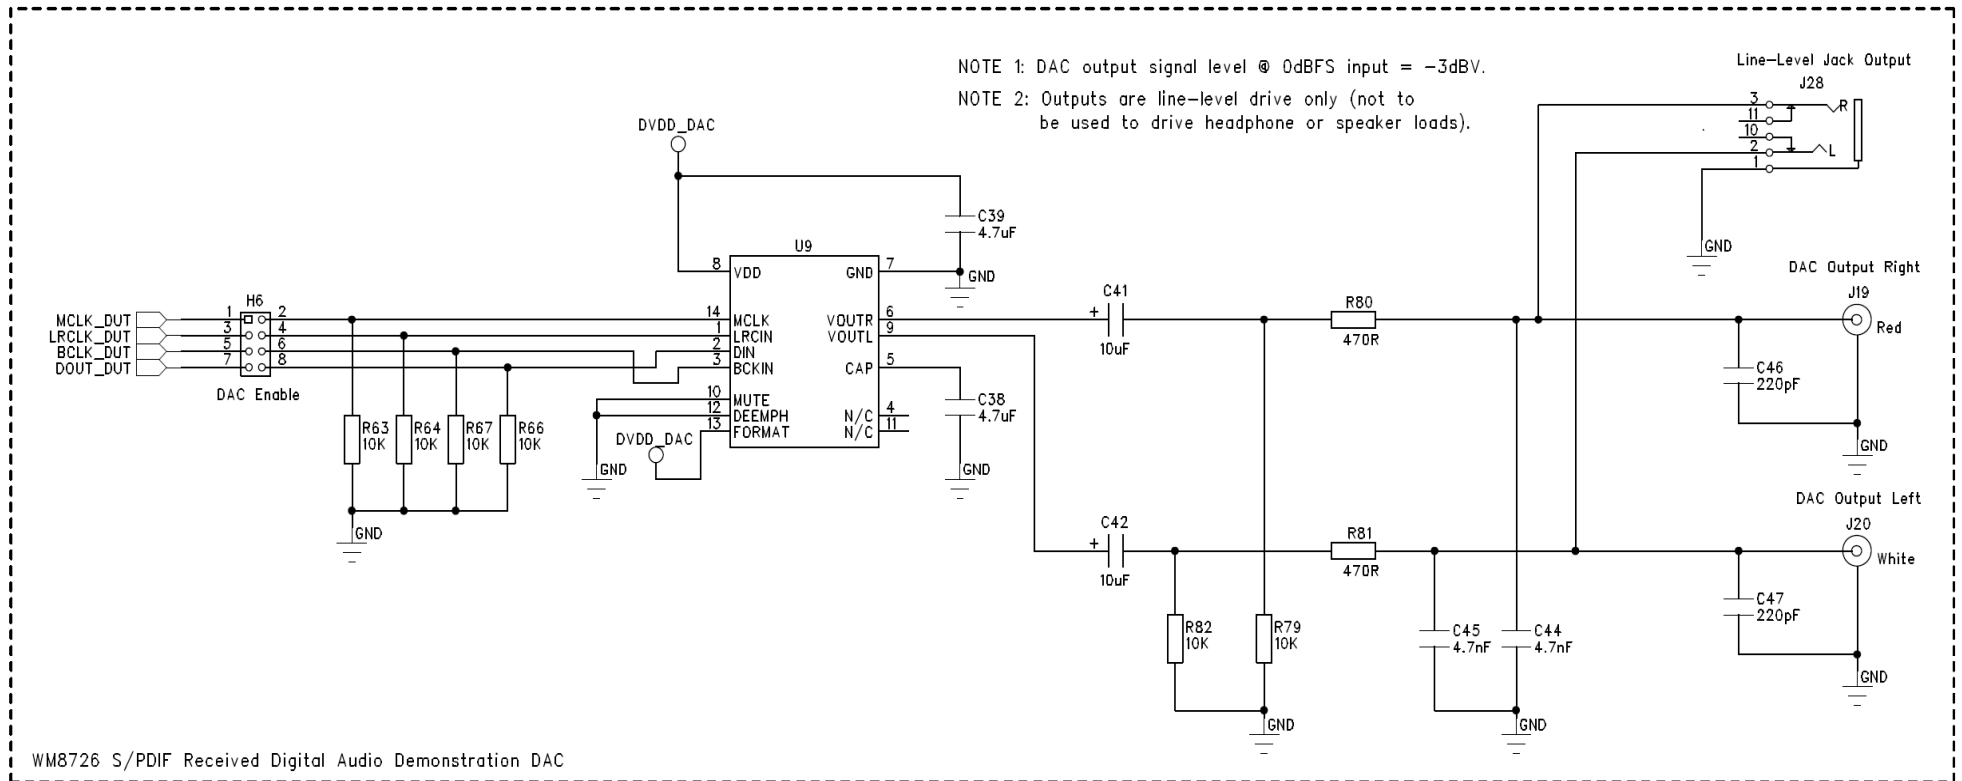 NOTE 1: DAC output signal level @ 0dBFS input = -3dBV.
NOTE 2: Outputs are line-level drive only (not to
be used to drive headphone or speaker loads).
Line-Level Jack Output
J28
3
11
10
2
1
R
L
GND
DVDD_DAC
C39
4.7uF
GND
U9
8
VDD
GND
7
14
MCLK
VOUTR
6
1
LRCIN
VOUTL
9
2
DIN
3
BCKIN
CAP
5
10
MUTE
12
DEEMPH
N/C
4
13
FORMAT
N/C
11
H6
MCLK_DUT
1
2
LRCLK_DUT
3
4
BCLK_DUT
5
6
DOUT_DUT
7
8
DAC Enable
R63
10K
R64
10K
R67
10K
R66
10K
GND
GND
DVDD_DAC
C38
4.7uF
GND
C41
+
10uF
R80
470R
DAC Output Right
J19
Red
C46
220pF
GND
C42
+
10uF
R81
470R
DAC Output Left
J20
White
C47
220pF
GND
R82
10K
R79
10K
GND
C45
4.7nF
C44
4.7nF
GND
WM8726 S/PDIF Received Digital Audio Demonstration DAC